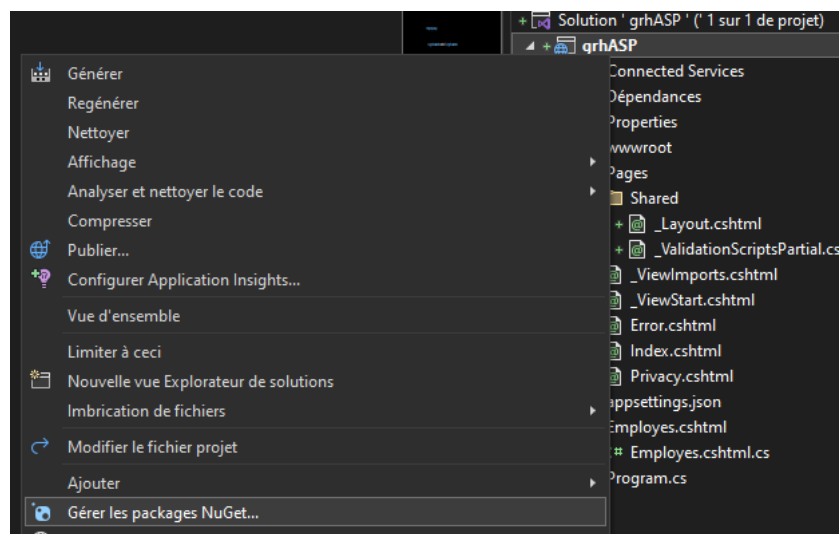 Solution ' grhASP ' (' 1 sur 1 de projet)
grhASP
Connected Services
Dépendances
Properties
wwwroot
Pages
Shared
_Layout.cshtml
_ValidationScriptsPartial.cs
_ViewImports.cshtml
_ViewStart.cshtml
Error.cshtml
Index.cshtml
Privacy.cshtml
appsettings.json
Employes.cshtml
Employes.cshtml.cs
Program.cs
Générer
Regénérer
Nettoyer
Affichage
Analyser et nettoyer le code
Compresser
Publier...
Configurer Application Insights...
Vue d'ensemble
Limiter à ceci
Nouvelle vue Explorateur de solutions
Imbrication de fichiers
Modifier le fichier projet
Ajouter
Gérer les packages NuGet...